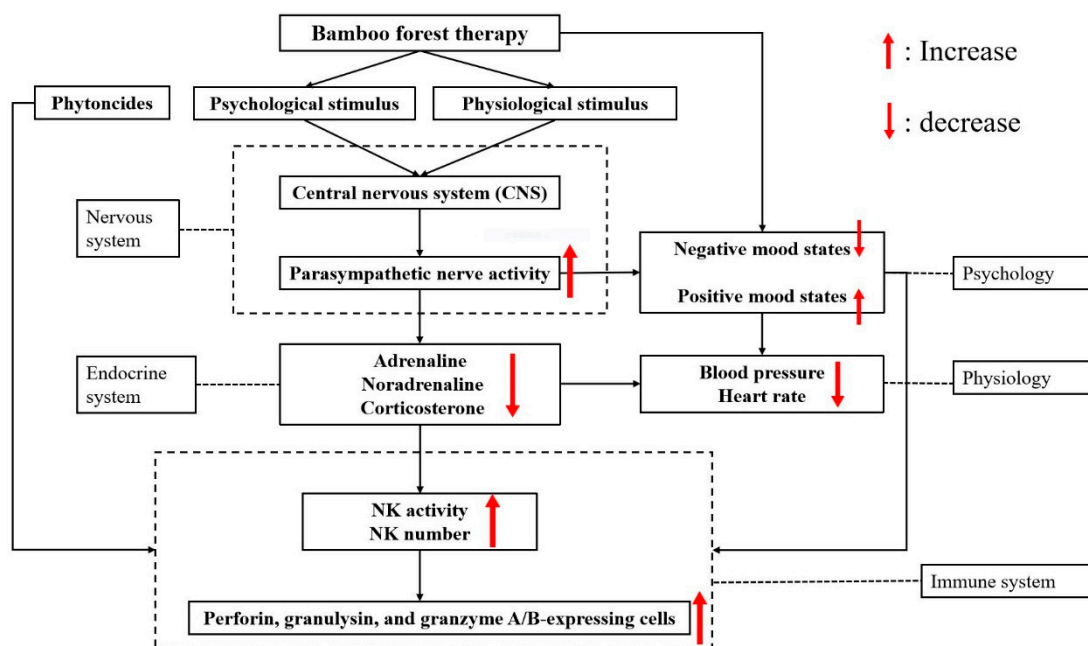 Bamboo forest therapy
: Increase
: decrease
Phytoncides
Psychological stimulus
Physiological stimulus
Central nervous system (CNS)
Nervous
system
Parasympathetic nerve activity
Negative mood states
Positive mood states
Psychology
Endocrine
system
Adrenaline
Noradrenaline
Corticosterone
Blood pressure
Heart rate
Physiology
NK activity
NK number
Immune system
Perforin, granulysin, and granzyme A/B-expressing cells